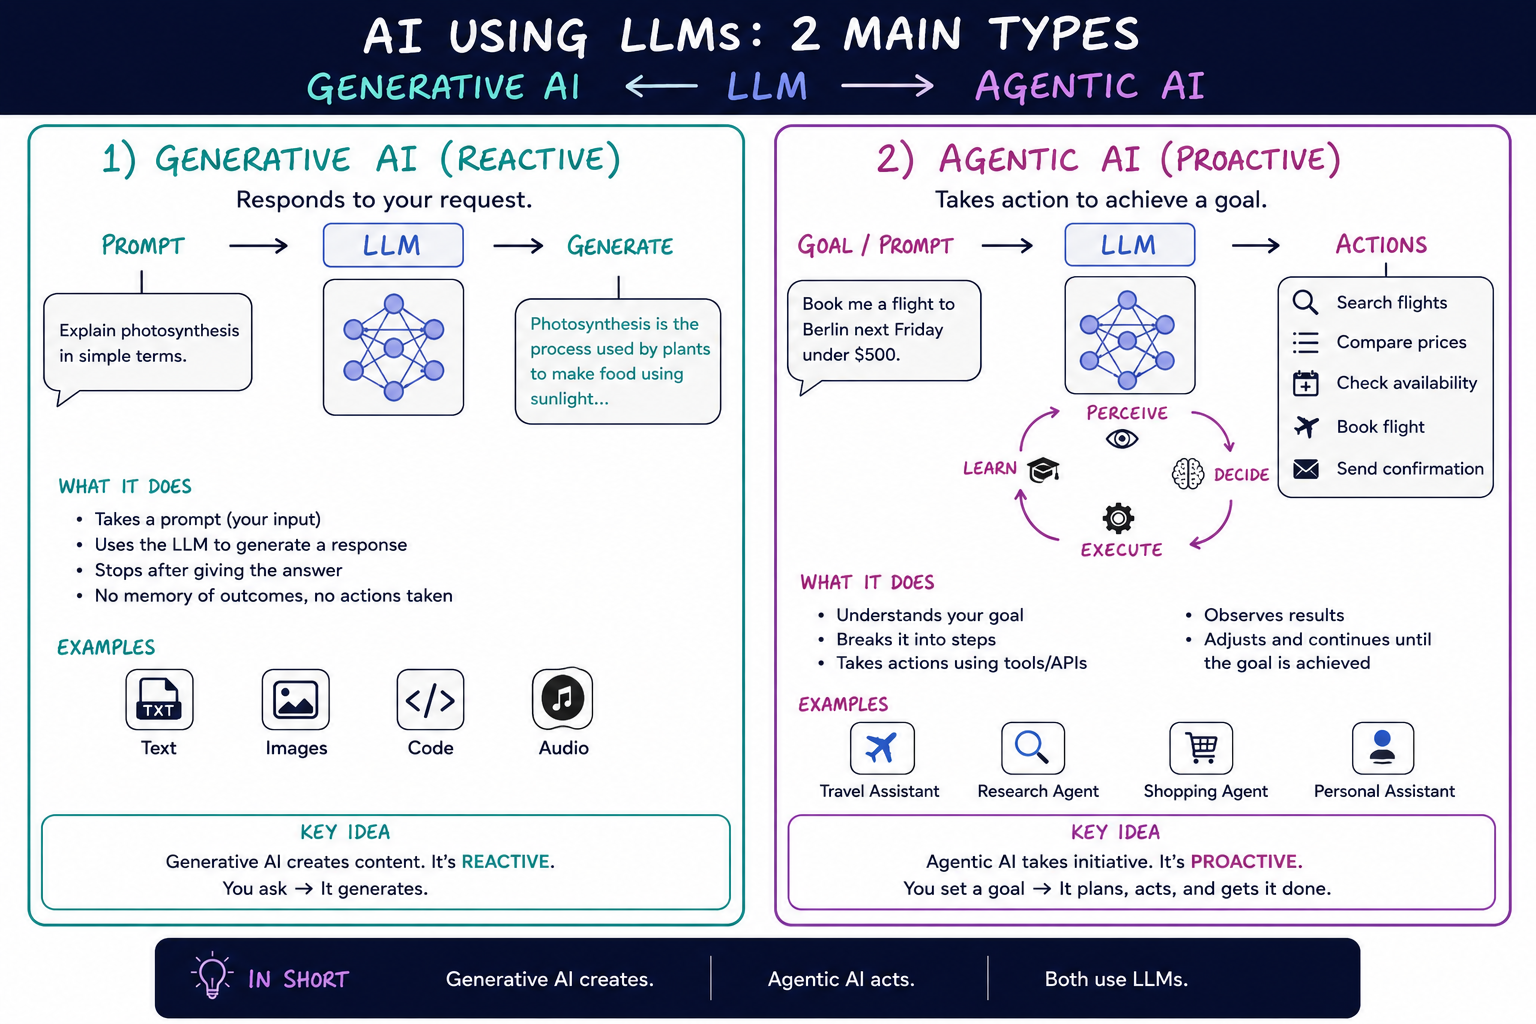 AI USING LLMs: 2 MAIN TYPES
GENERATIVE AI ← LLM → AGENTIC AI
1) GENERATIVE AI (REACTIVE)
Responds to your request.
PROMPT → LLM → GENERATE
Explain photosynthesis
in simple terms.
Photosynthesis is the
process used by plants
to make food using
sunlight...
WHAT IT DOES
• Takes a prompt (your input)
• Uses the LLM to generate a response
• Stops after giving the answer
• No memory of outcomes, no actions taken
EXAMPLES
TXT
</>
Text
Images
Code
Audio
KEY IDEA
Generative AI creates content. It's REACTIVE.
You ask → It generates.
2) AGENTIC AI (PROACTIVE)
Takes action to achieve a goal.
GOAL / PROMPT → LLM → ACTIONS
Book me a flight to
Berlin next Friday
under $500.
Search flights
Compare prices
Check availability
Book flight
Send confirmation
PERCEIVE
DECIDE
EXECUTE
LEARN
WHAT IT DOES
• Understands your goal
• Breaks it into steps
• Takes actions using tools/APIs
• Observes results
• Adjusts and continues until
the goal is achieved
EXAMPLES
Travel Assistant
Research Agent
Shopping Agent
Personal Assistant
KEY IDEA
Agentic AI takes initiative. It's PROACTIVE.
You set a goal → It plans, acts, and gets it done.
IN SHORT
Generative AI creates.
Agentic AI acts.
Both use LLMs.